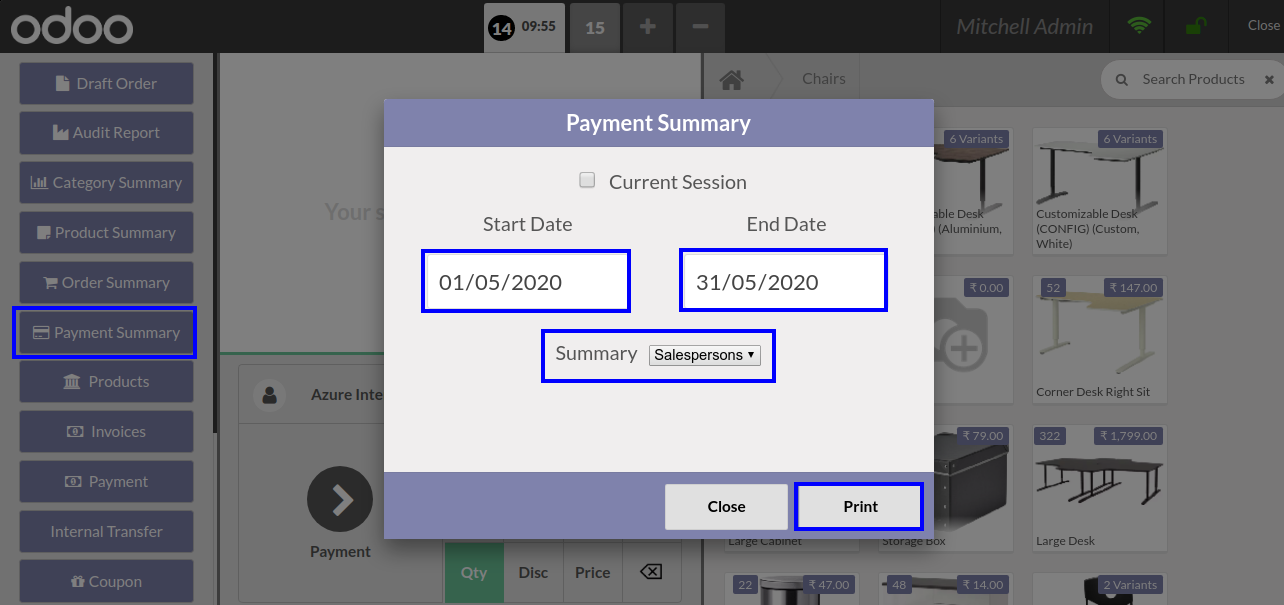 odoo
14 09:55
15
Mitchell Admin
Close
Draft Order
Audit Report
Category Summary
Product Summary
Order Summary
Payment Summary
Products
Invoices
Payment
Internal Transfer
Coupon
Your s
Azure Inte
Payment
Qty
Disc
Price
Chairs
Search Products
Payment Summary
Current Session
Start Date
End Date
01/05/2020
31/05/2020
Summary
Salespersons
Close
Print
6 Variants
able Desk
) (Aluminium,
6 Variants
Customizable Desk
(CONFIG) (Custom,
White)
₹ 0.00
52
₹ 147.00
Corner Desk Right Sit
₹ 79.00
322
₹ 1,799.00
Large Cabinet
Storage Box
Large Desk
22
₹ 47.00
48
₹ 14.00
2 Variants